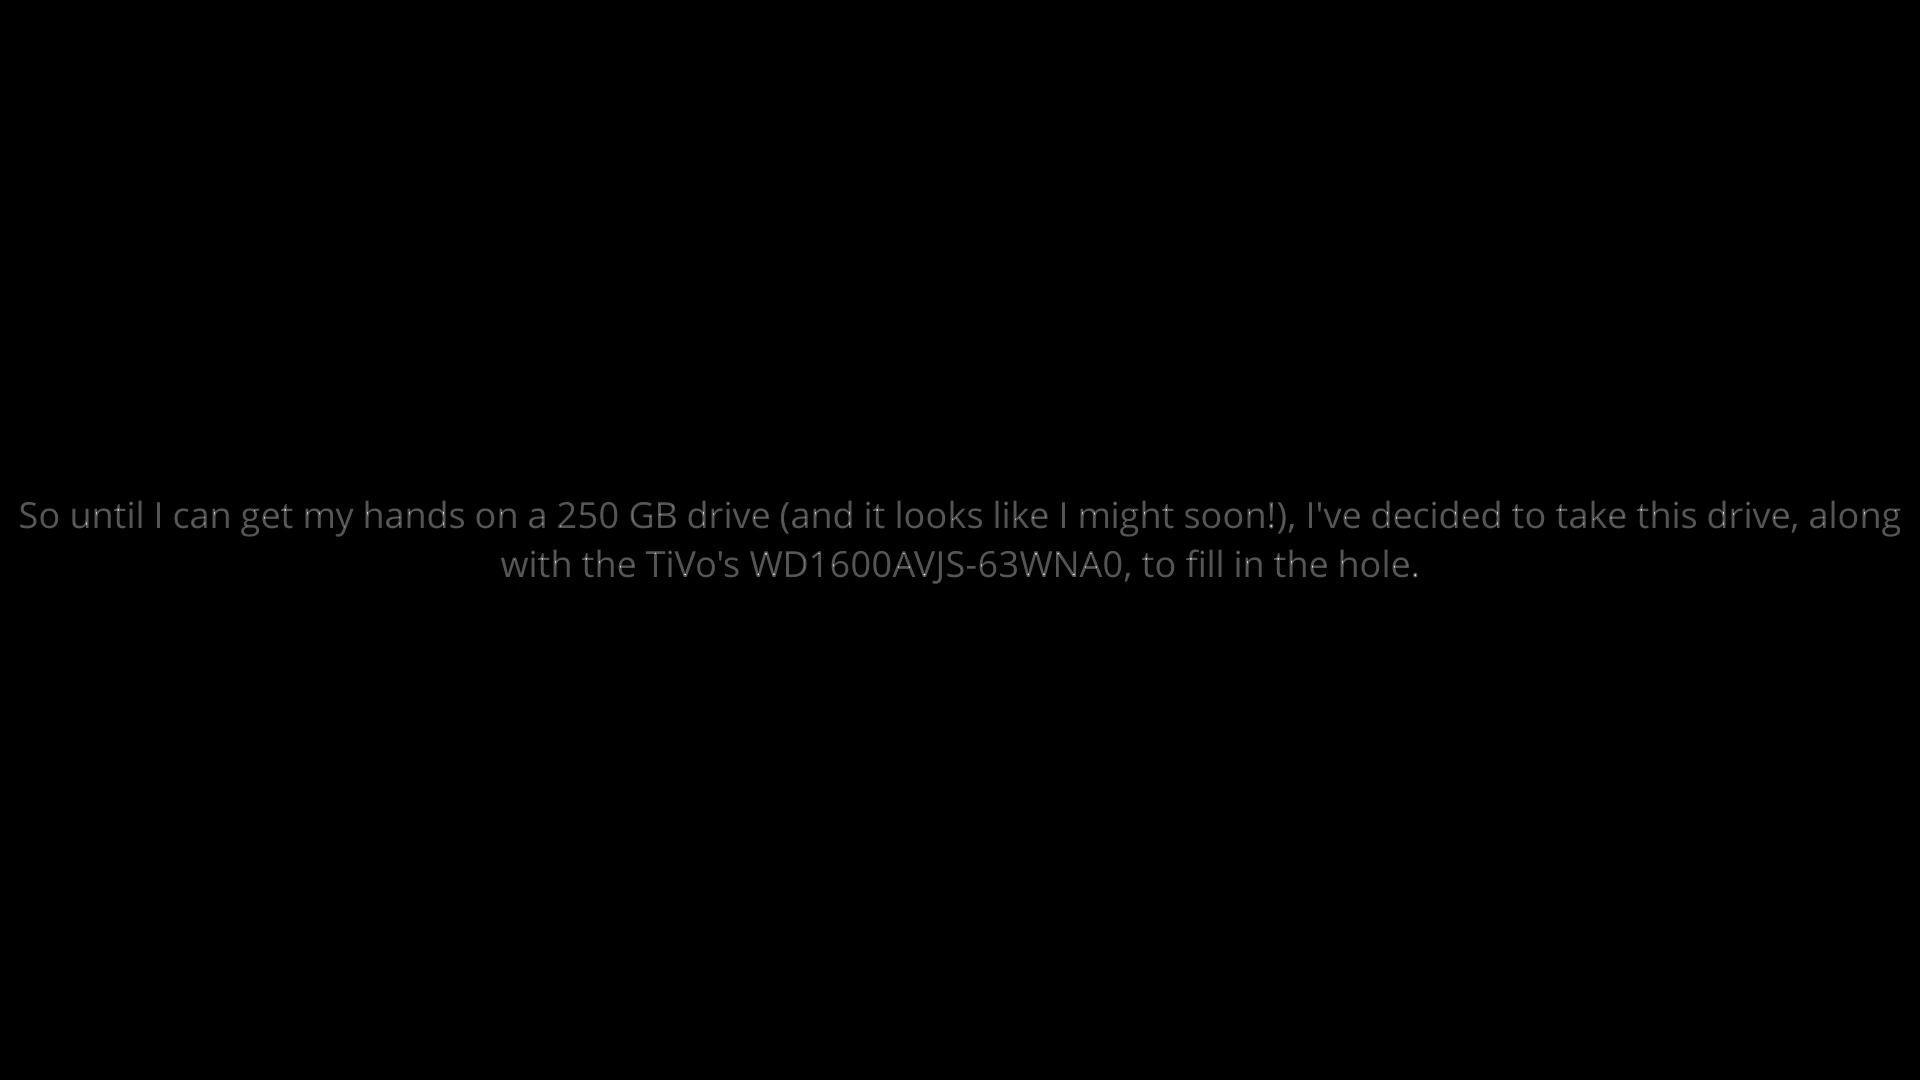 So until I can get my hands on a 250 GB drive (and it looks like I might soon!), I've decided to take this drive, along
with the TiVo's WD1600AVJS-63WNA0, to fill in the hole.